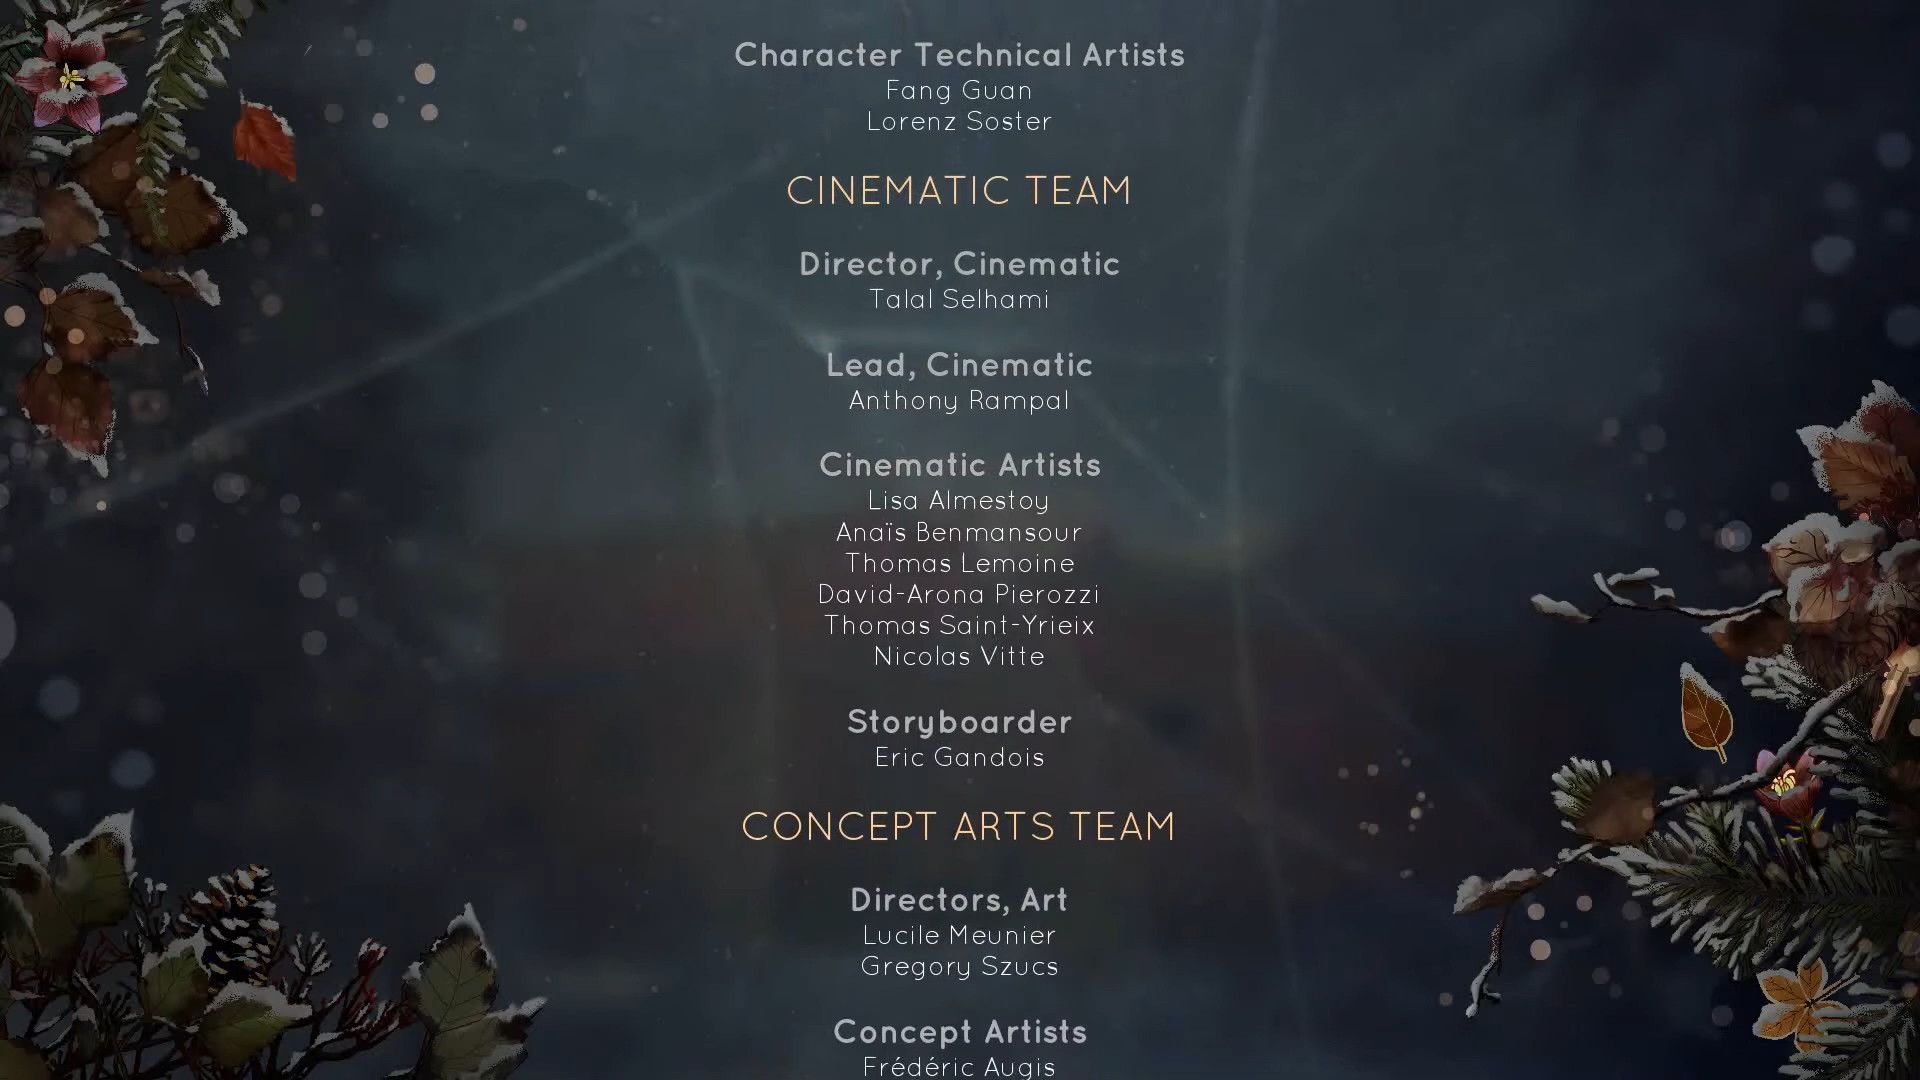 Character Technical Artists
Fang Guan
Lorenz Soster
CINEMATIC TEAM
Director, Cinematic
Talal Selhami
Lead, Cinematic
Anthony Rampal
Cinematic Artists
Lisa Almestoy
Anaïs Benmansour
Thomas Lemoine
David-Arona Pierozzi
Thomas Saint-Yrieix
Nicolas Vitte
Storyboarder
Eric Gandois
CONCEPT ARTS TEAM
Directors, Art
Lucile Meunier
Gregory Szucs
Concept Artists
Frédéric Augis